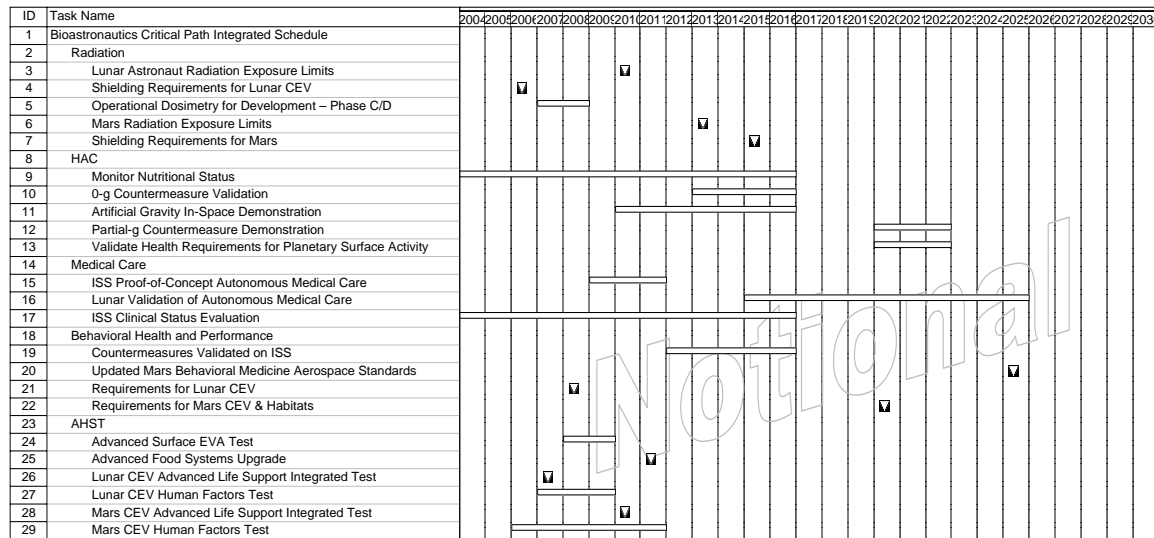 ID Task Name 2004 2005 2006 2007 2008 2009 2010 2011 2012 2013 2014 2015 2016 2017 2018 2019 2020 2021 2022 2023 2024 2025 2026 2027 2028 2029 2030
1 Bioastronautics Critical Path Integrated Schedule
2 Radiation
3 Lunar Astronaut Radiation Exposure Limits
4 Shielding Requirements for Lunar CEV
5 Operational Dosimetry for Development – Phase C/D
6 Mars Radiation Exposure Limits
7 Shielding Requirements for Mars
8 HAC
9 Monitor Nutritional Status
10 0-g Countermeasure Validation
11 Artificial Gravity In-Space Demonstration
12 Partial-g Countermeasure Demonstration
13 Validate Health Requirements for Planetary Surface Activity
14 Medical Care
15 ISS Proof-of-Concept Autonomous Medical Care
16 Lunar Validation of Autonomous Medical Care
17 ISS Clinical Status Evaluation
18 Behavioral Health and Performance
19 Countermeasures Validated on ISS
20 Updated Mars Behavioral Medicine Aerospace Standards
21 Requirements for Lunar CEV
22 Requirements for Mars CEV & Habitats
23 AHST
24 Advanced Surface EVA Test
25 Advanced Food Systems Upgrade
26 Lunar CEV Advanced Life Support Integrated Test
27 Lunar CEV Human Factors Test
28 Mars CEV Advanced Life Support Integrated Test
29 Mars CEV Human Factors Test
Notional